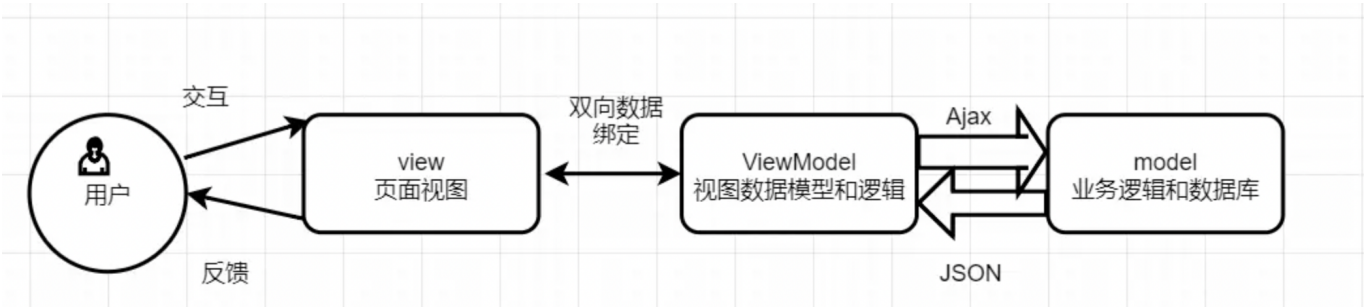 交互
用户
反馈
view
页面视图
双向数据
绑定
ViewModel
视图数据模型和逻辑
Ajax
JSON
model
业务逻辑和数据库